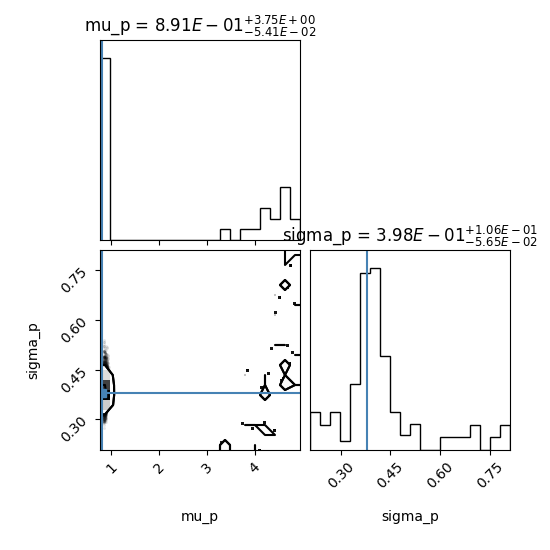 mu_p = 8.91E − 01+3.75E+00−5.41E−02
sigma_p = 3.98E − 01+1.06E−01−5.65E−02
0.75
0.60
0.45
0.30
sigma_p
1 2 3 4
0.30 0.45 0.60 0.75
mu_p
sigma_p